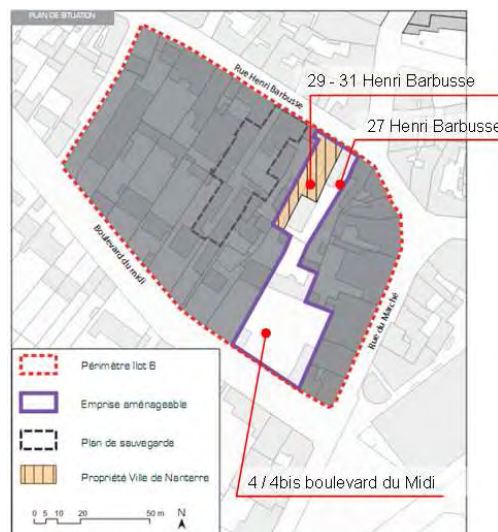 PLAN DE SITUATION
Rue Henri Barbusse
29 - 31 Henri Barbusse
27 Henri Barbusse
Boulevard du midi
Rue du Marché
Périmètre Ilot 6
Emprise aménageable
Plan de sauvegarde
Propriété Ville de Nanterre
4 / 4bis boulevard du Midi
0 5 10 20 50 m
N